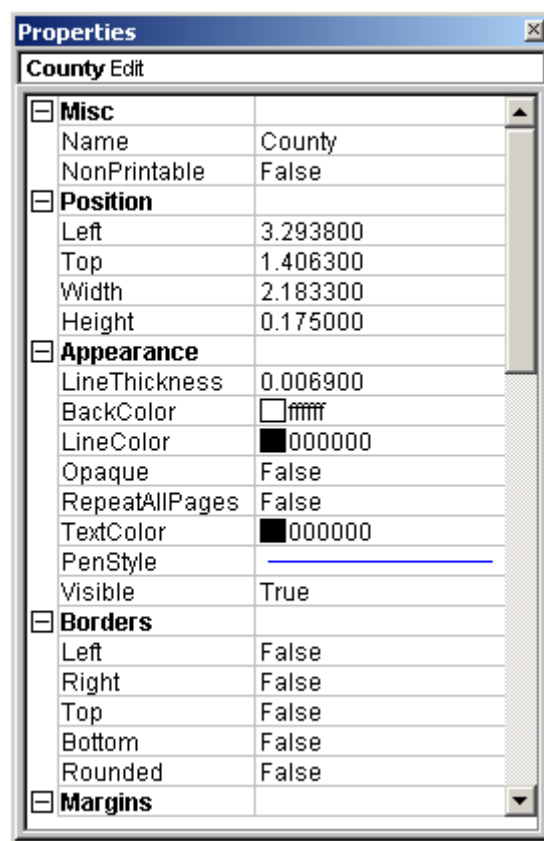 Properties
County Edit
Misc
Name County
NonPrintable False
Position
Left 3.293800
Top 1.406300
Width 2.183300
Height 0.175000
Appearance
LineThickness 0.006900
BackColor ffffff
LineColor 000000
Opaque False
RepeatAllPages False
TextColor 000000
PenStyle
Visible True
Borders
Left False
Right False
Top False
Bottom False
Rounded False
Margins